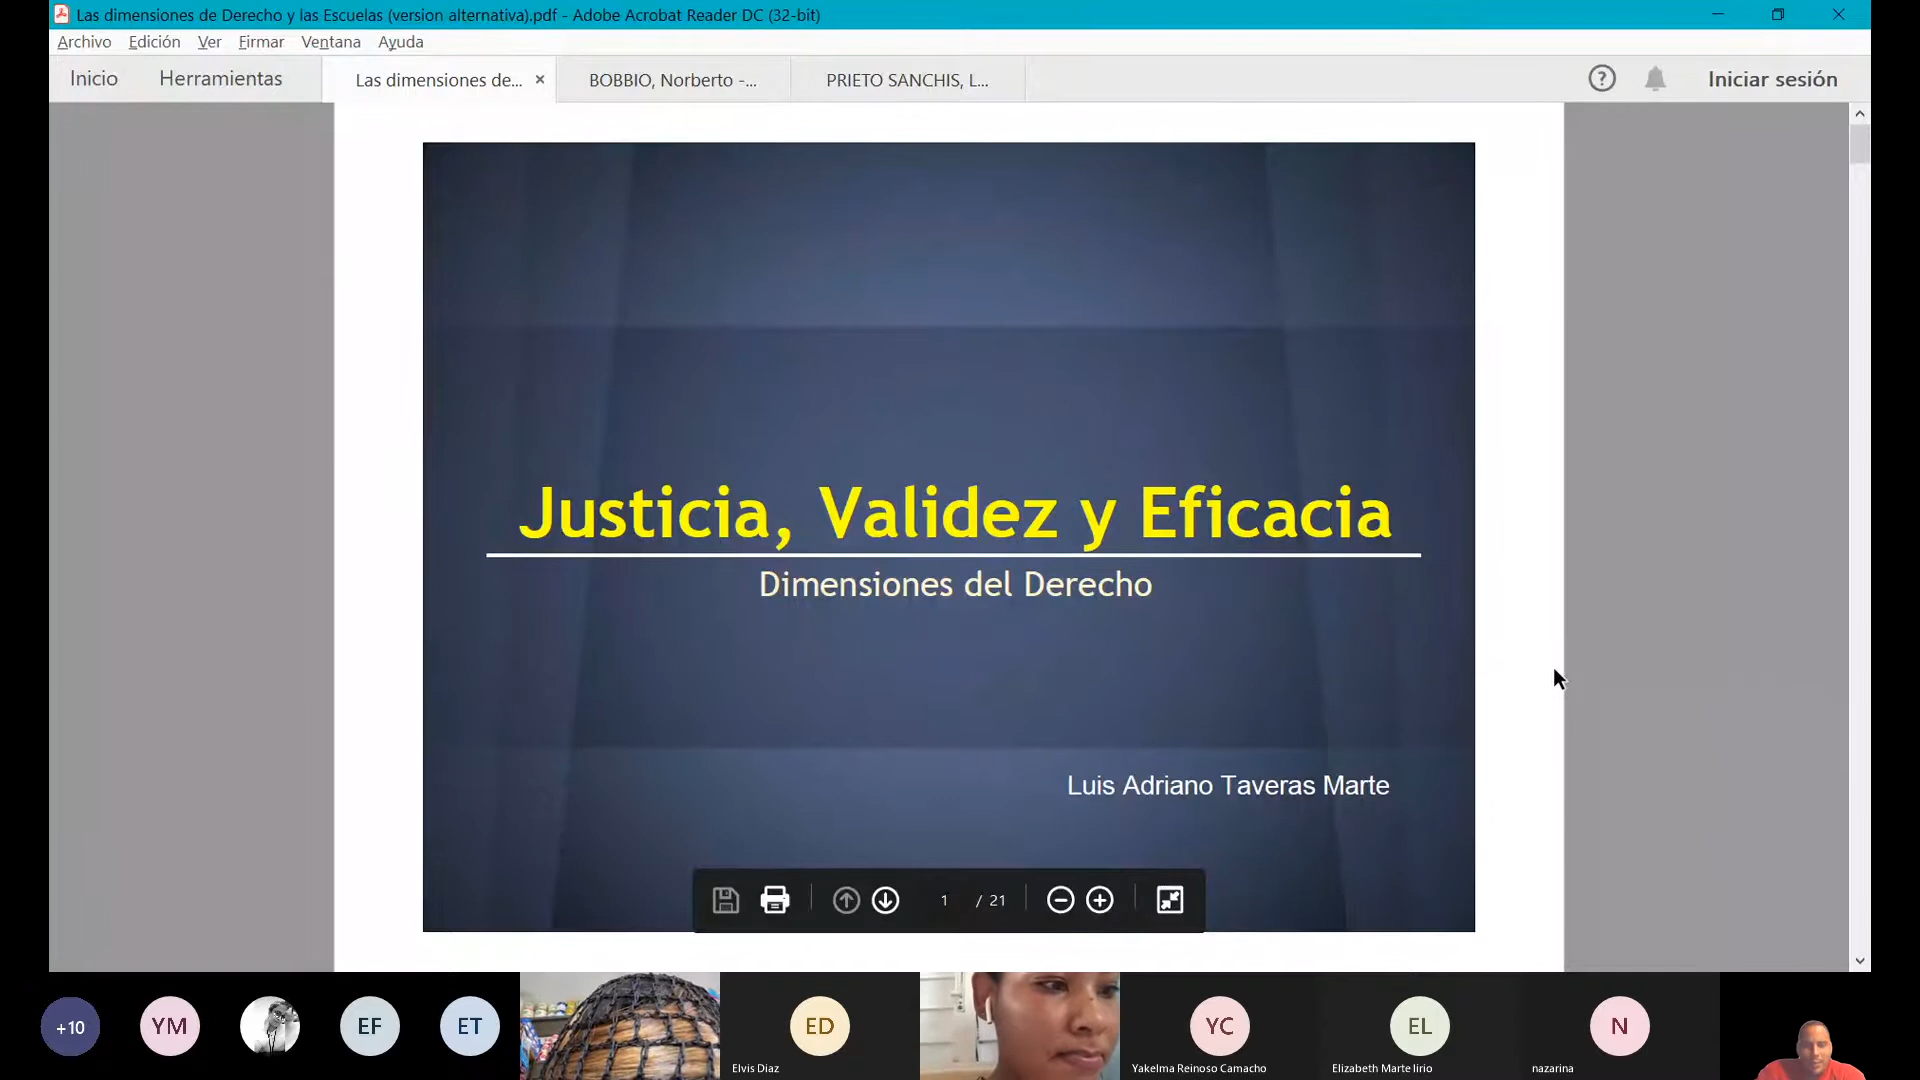 Las dimensiones de Derecho y las Escuelas (version alternativa).pdf - Adobe Acrobat Reader DC (32-bit)
Archivo Edición Ver Firmar Ventana Ayuda
Inicio Herramientas Las dimensiones de... × BOBBIO, Norberto -... PRIETO SANCHIS, L... ? Iniciar sesión
Justicia, Validez y Eficacia
Dimensiones del Derecho
Luis Adriano Taveras Marte
1 / 21
+10 YM EF ET ED YC EL N
Elvis Diaz Yakelma Reinoso Camacho Elizabeth Marte lirio nazarina